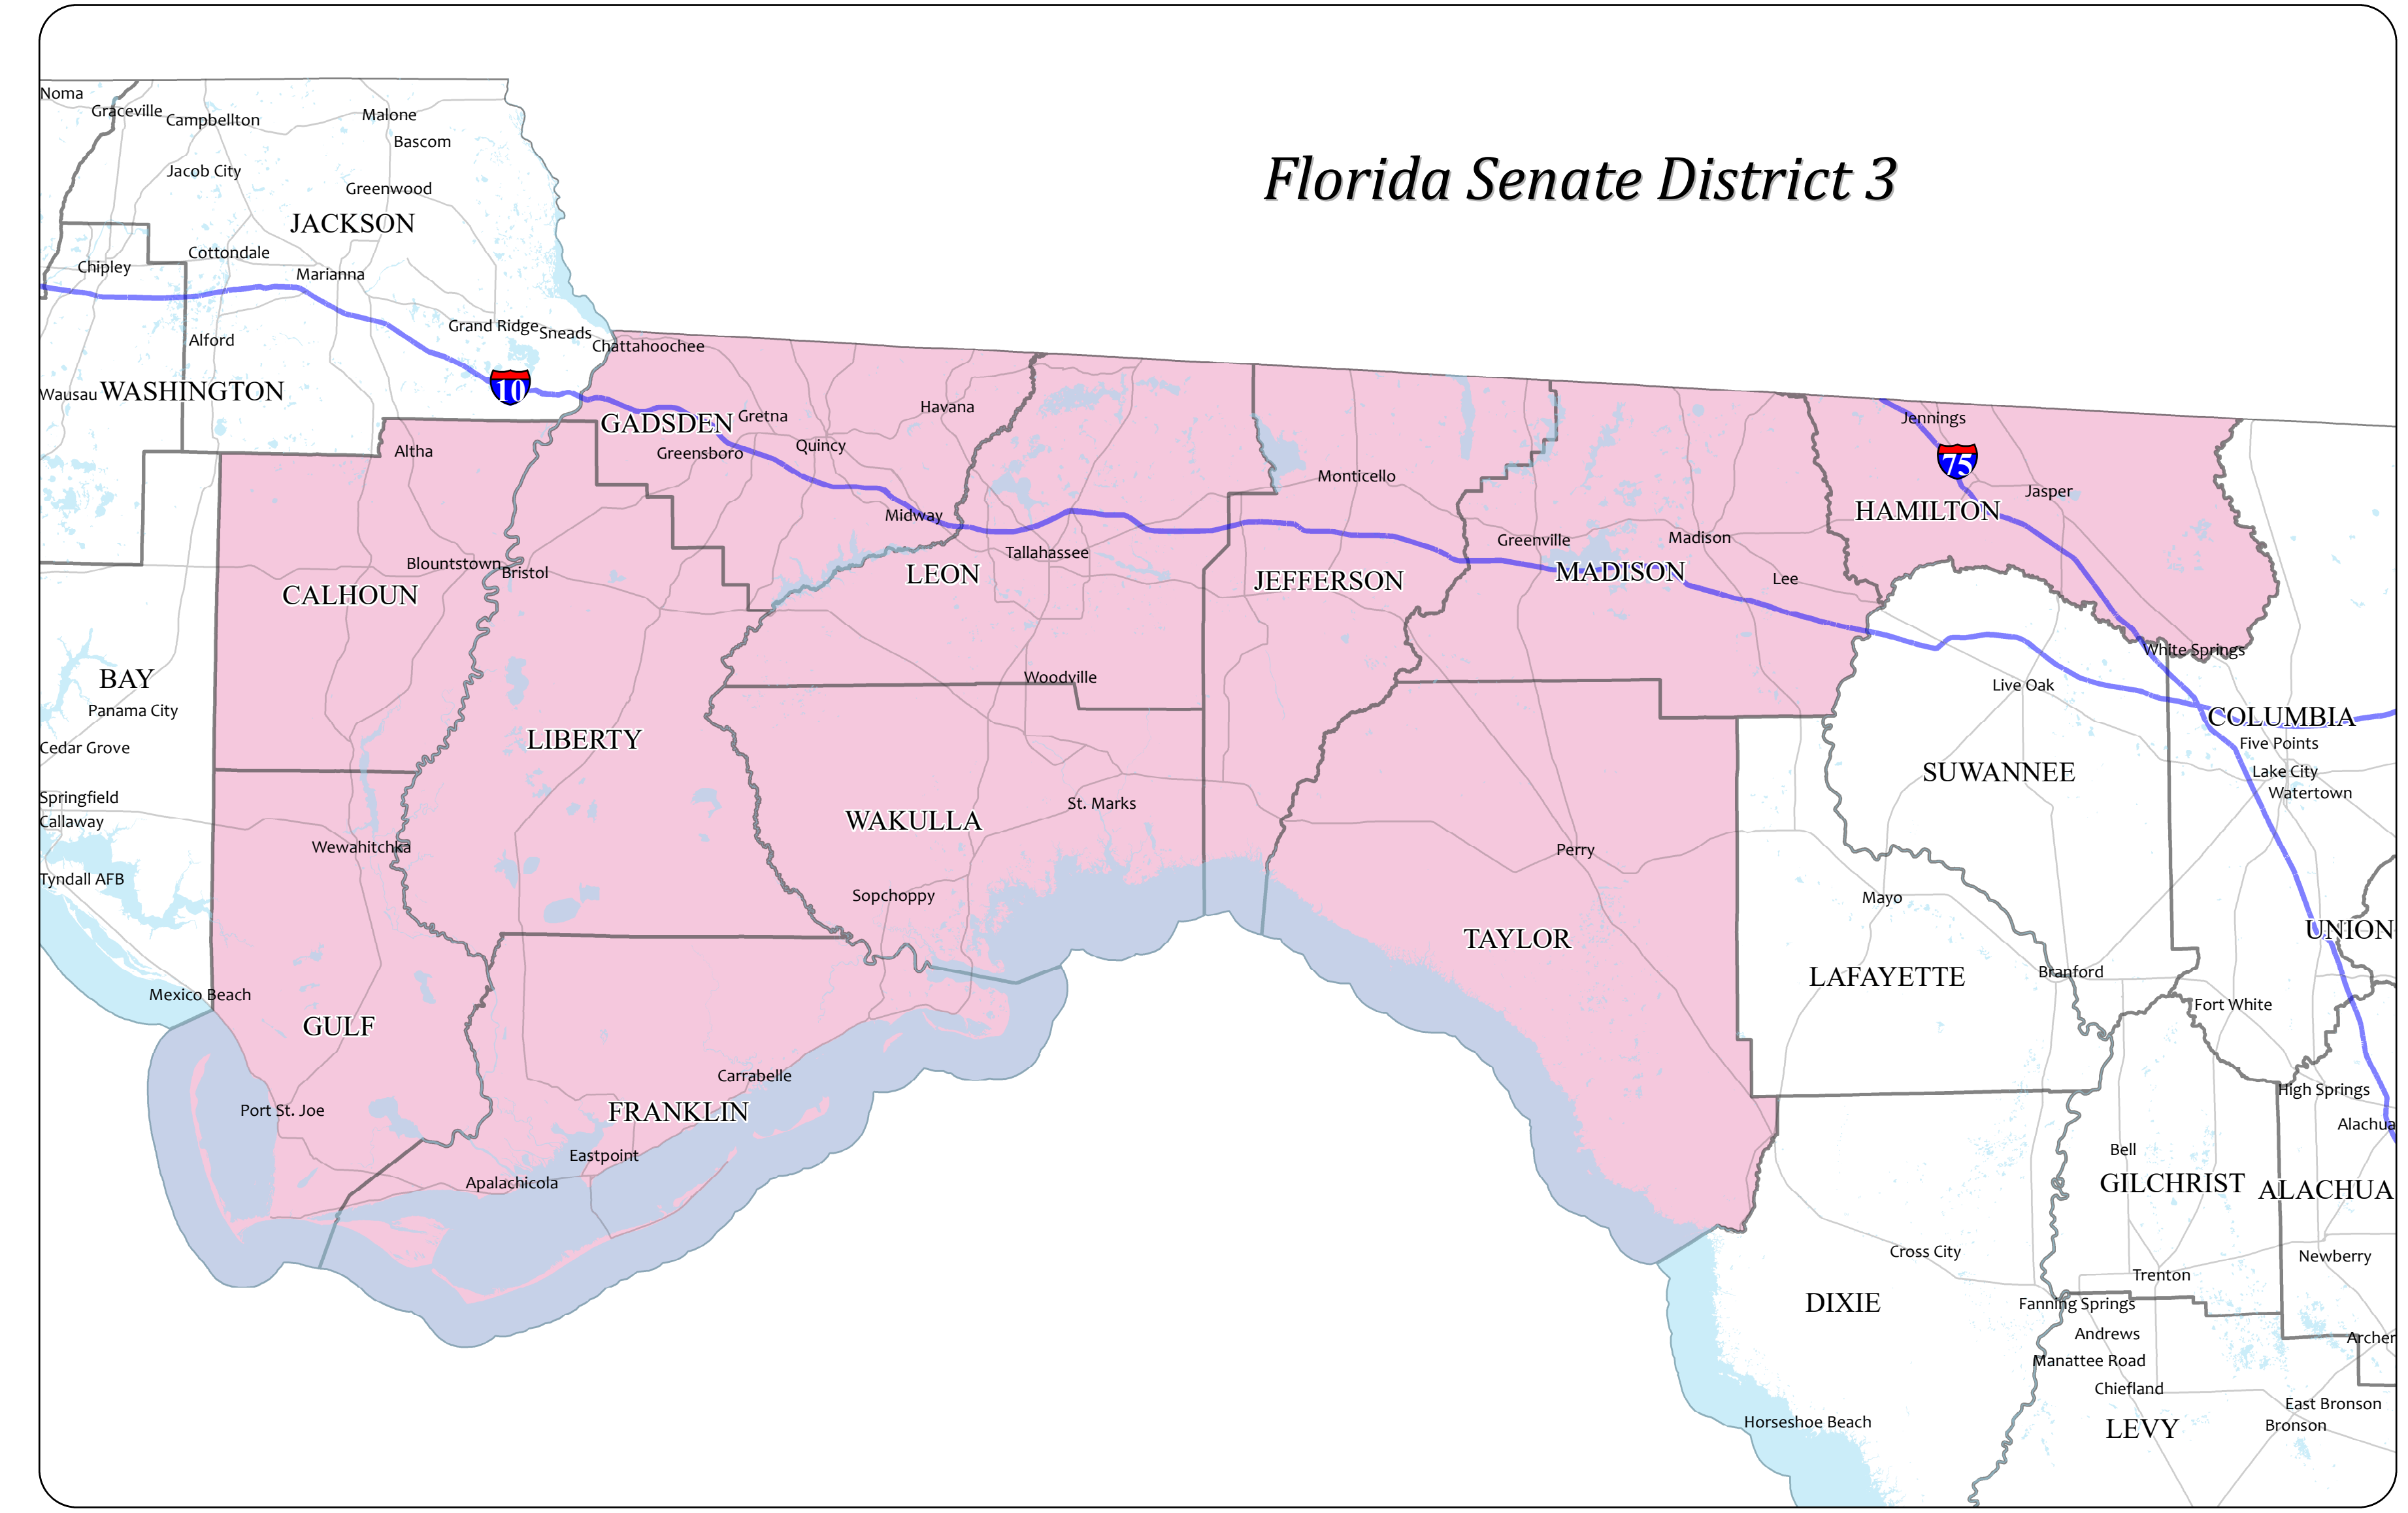 Florida Senate District 3
Noma
Graceville
Campbellton
Malone
Bascom
Jacob City
Greenwood
JACKSON
Cottondale
Chipley
Marianna
Grand Ridge
Sneads
Chattahoochee
Alford
10
Wausau
WASHINGTON
GADSDEN
Gretna
Havana
Altha
Greensboro
Quincy
Midway
Monticello
Jennings
75
Jasper
HAMILTON
Blountstown
Bristol
Tallahassee
Greenville
Madison
CALHOUN
LEON
JEFFERSON
MADISON
Lee
BAY
Panama City
Woodville
White Springs
Live Oak
COLUMBIA
Cedar Grove
LIBERTY
Five Points
SUWANNEE
Lake City
Watertown
Springfield
Callaway
WAKULLA
St. Marks
Wewahitchka
Perry
Tyndall AFB
Sopchoppy
Mayo
TAYLOR
UNION
LAFAYETTE
Branford
Mexico Beach
GULF
Fort White
Carrabelle
Port St. Joe
FRANKLIN
High Springs
Alachua
Eastpoint
Bell
Apalachicola
GILCHRIST
ALACHUA
Cross City
Newberry
Trenton
DIXIE
Fanning Springs
Andrews
Archer
Manattee Road
Chiefland
East Bronson
Horseshoe Beach
LEVY
Bronson